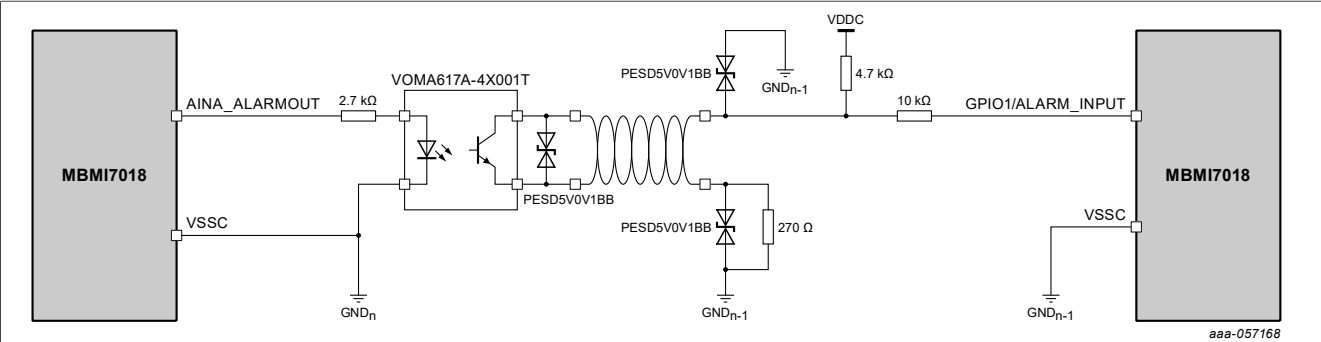 VDDC
VOMA617A-4X001T
PESD5V0V1BB
GNDn-1
4.7 kΩ
AINA_ALARMOUT
2.7 kΩ
10 kΩ
GPIO1/ALARM_INPUT
MBMI7018
MBMI7018
PESD5V0V1BB
VSSC
PESD5V0V1BB
270 Ω
VSSC
GNDn
GNDn-1
GNDn-1
aaa-057168